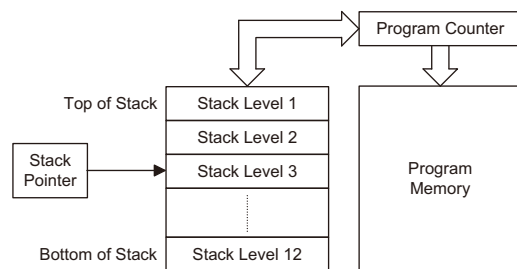 Program Counter
Top of Stack
Stack Level 1
Stack Level 2
Stack
Pointer
Stack Level 3
Program
Memory
Bottom of Stack
Stack Level 12